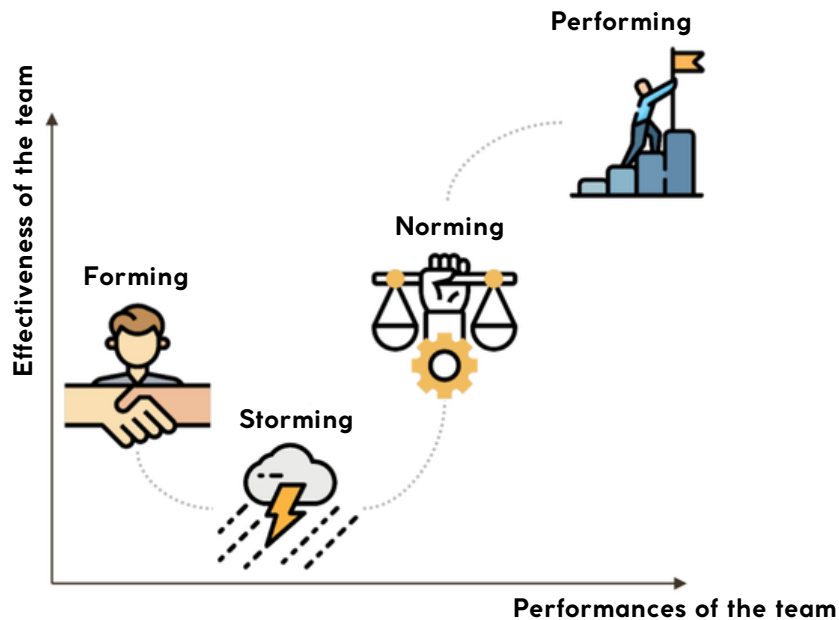 Performing
Effectiveness of the team
Norming
Forming
Storming
Performances of the team